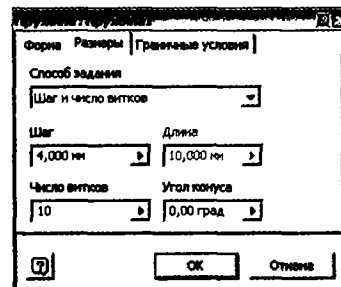 Форма Размеры Граничные условия
Способ задания
Шаг и число витков
Шаг Длина
4,000 мм 10,000 мм
Число витков Угол конуса
10 0,00 град
? ОК Отмена